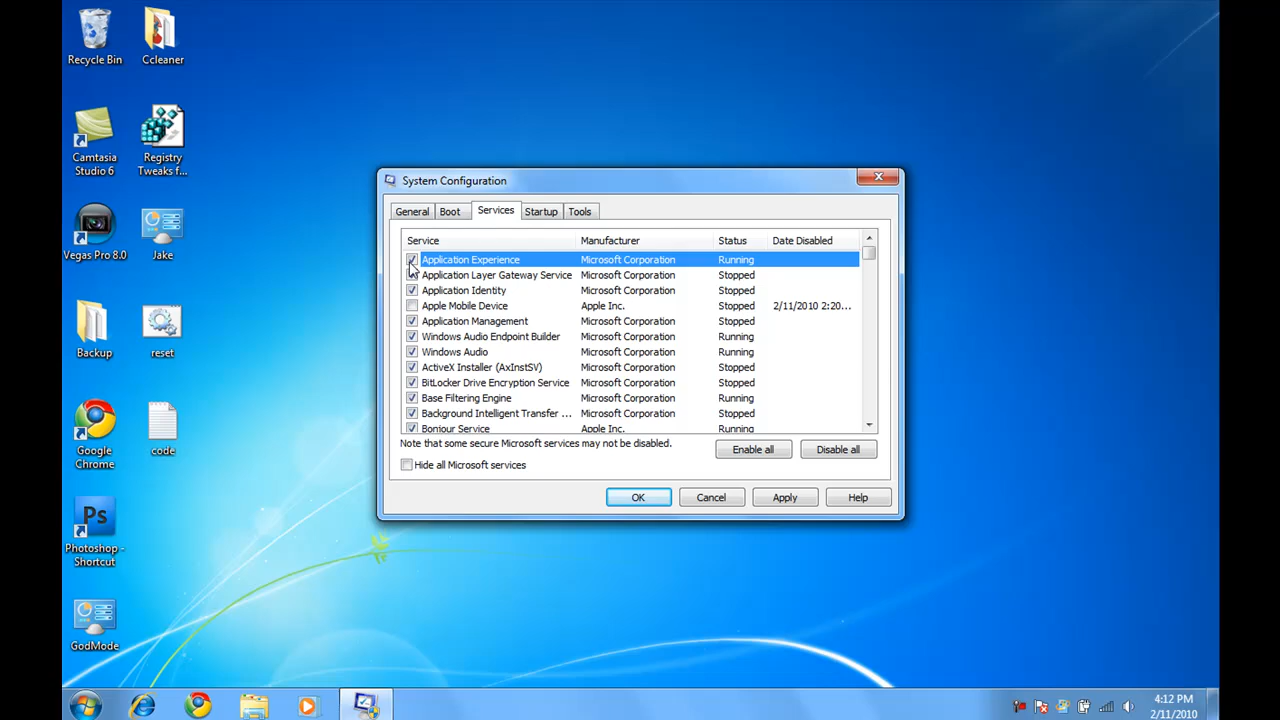 Recycle Bin
Ccleaner
Camtasia
Studio 6
Registry
Tweaks f...
Vegas Pro 8.0
Jake
Backup
reset
Google
Chrome
code
Ps
Photoshop -
Shortcut
GodMode
System Configuration
General Boot Services Startup Tools
Service Manufacturer Status Date Disabled
Application Experience Microsoft Corporation Running
Application Layer Gateway Service Microsoft Corporation Stopped
Application Identity Microsoft Corporation Stopped
Apple Mobile Device Apple Inc. Stopped 2/11/2010 2:20...
Application Management Microsoft Corporation Stopped
Windows Audio Endpoint Builder Microsoft Corporation Running
Windows Audio Microsoft Corporation Running
ActiveX Installer (AxInstSV) Microsoft Corporation Stopped
BitLocker Drive Encryption Service Microsoft Corporation Stopped
Base Filtering Engine Microsoft Corporation Running
Background Intelligent Transfer ... Microsoft Corporation Stopped
Bonjour Service Apple Inc. Running
Note that some secure Microsoft services may not be disabled.
Enable all Disable all
Hide all Microsoft services
OK Cancel Apply Help
4:12 PM
2/11/2010